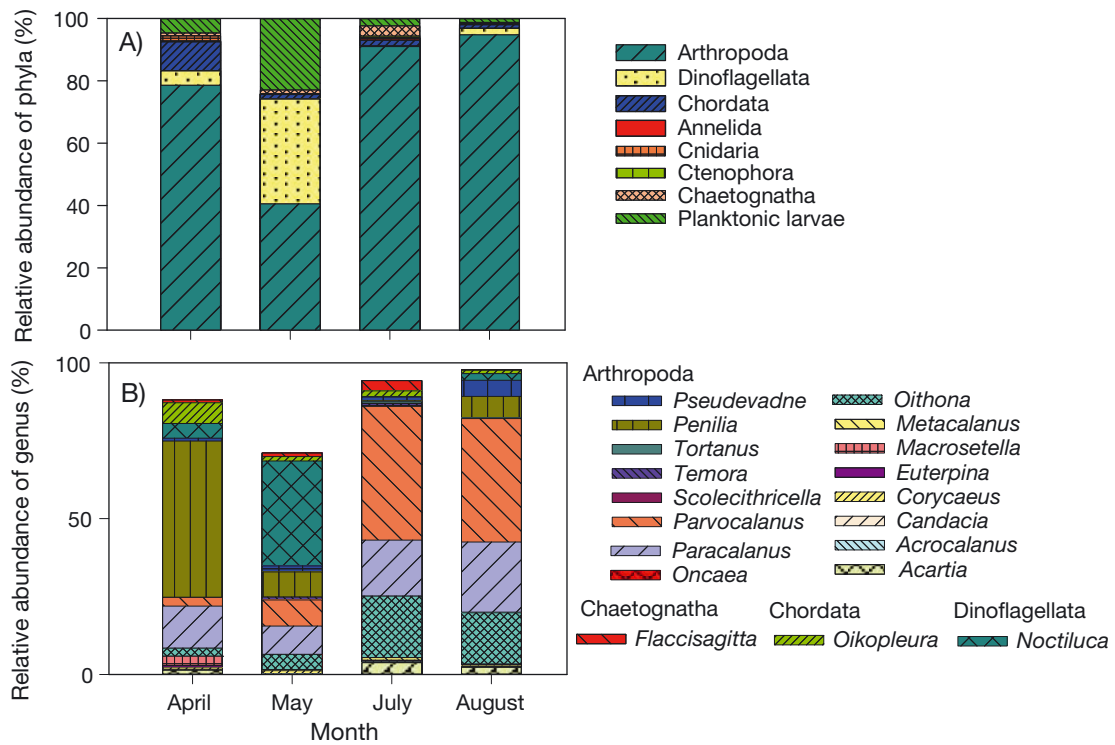 A)
Relative abundance of phyla (%)
100
80
60
40
20
0
Arthropoda
Dinoflagellata
Chordata
Annelida
Cnidaria
Ctenophora
Chaetognatha
Planktonic larvae
B)
Relative abundance of genus (%)
100
50
0
April May July August
Month
Arthropoda
Pseudevadne
Penilia
Tortanus
Temora
Scolecithricella
Parvocalanus
Paracalanus
Oncaea
Oithona
Metacalanus
Macrosetella
Euterpina
Corycaeus
Candacia
Acrocalanus
Acartia
Chaetognatha
Flaccisagitta
Chordata
Oikopleura
Dinoflagellata
Noctiluca